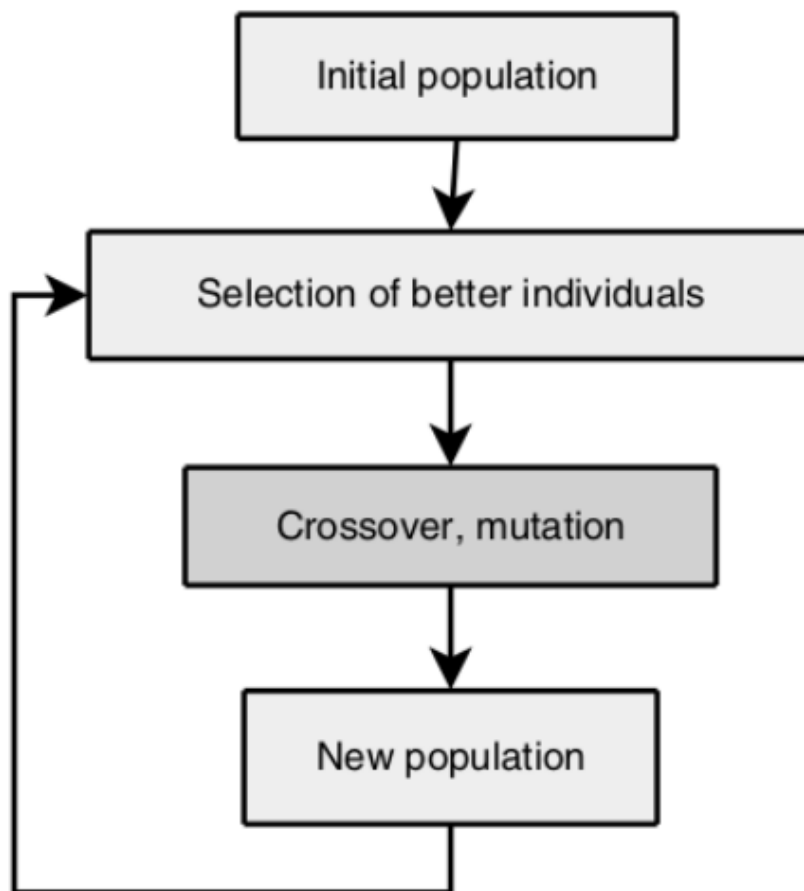 Initial population
Selection of better individuals
Crossover, mutation
New population